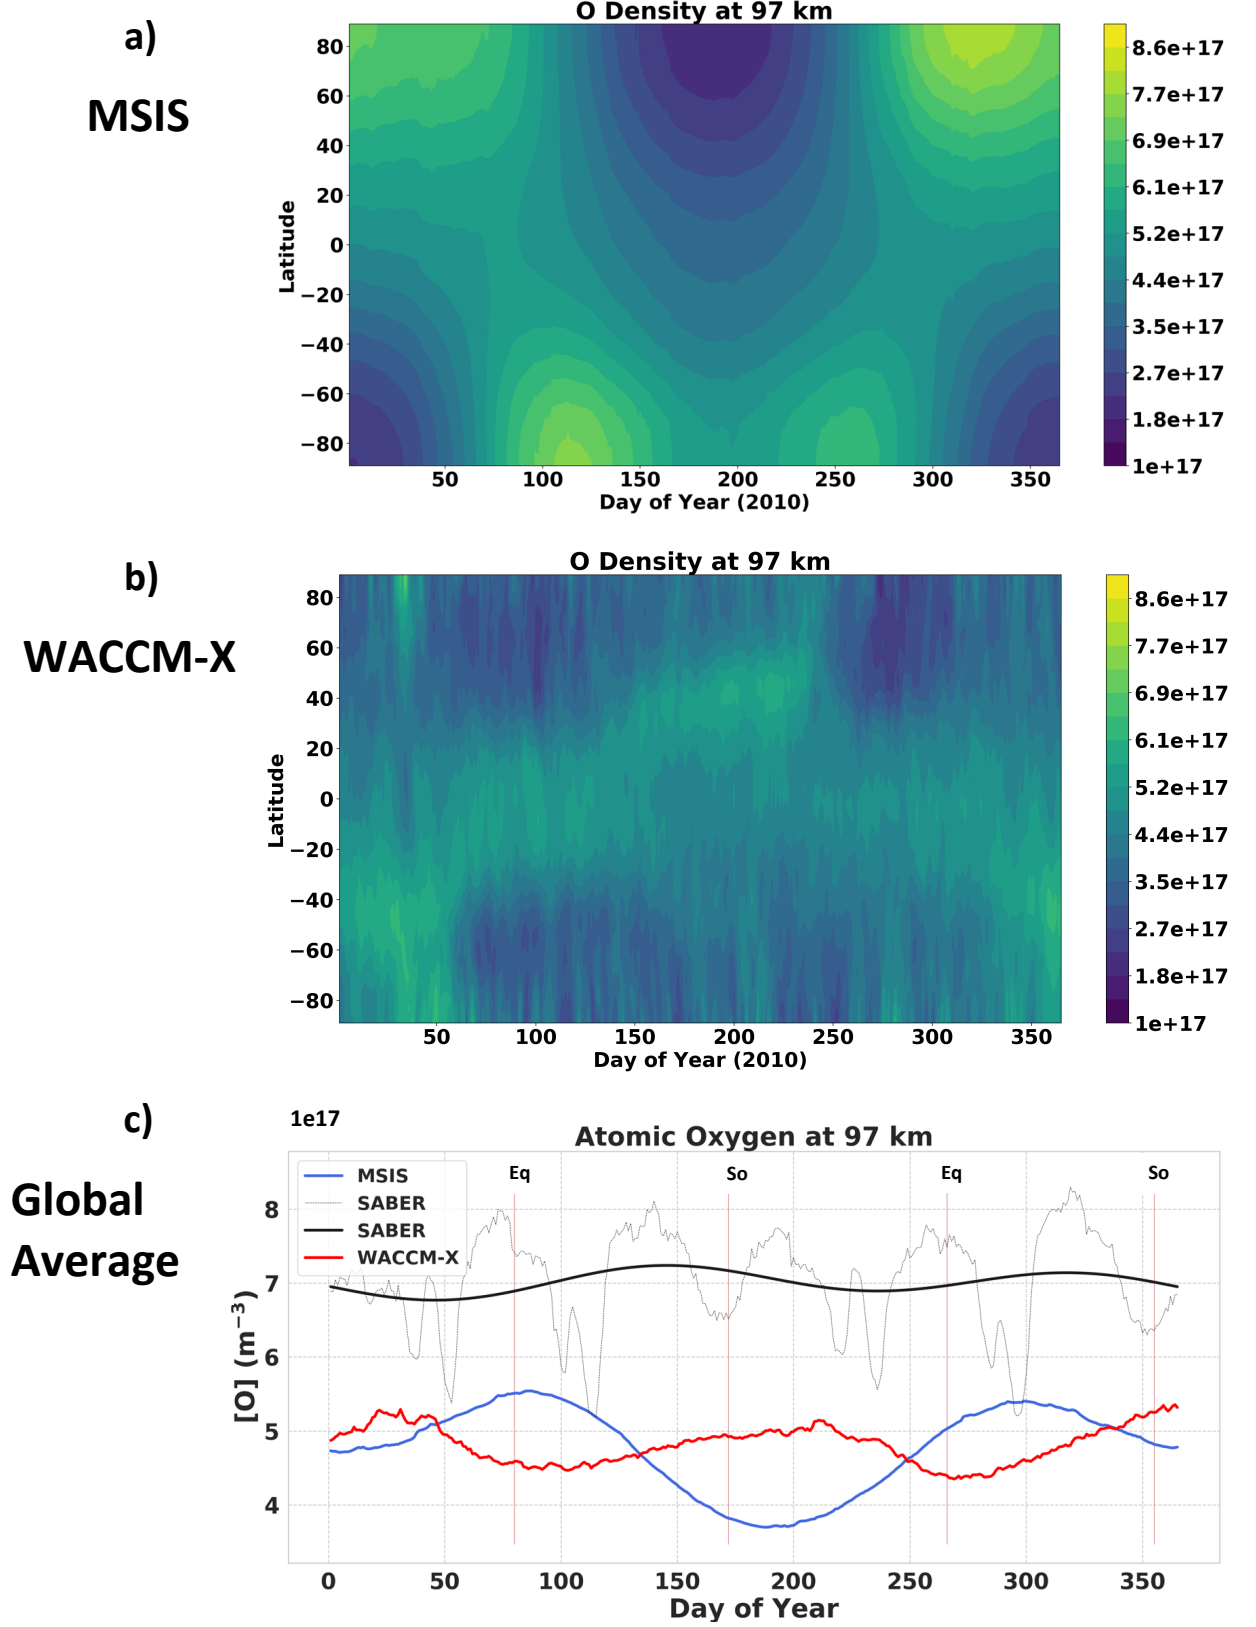 a)
MSIS
O Density at 97 km
80
60
40
20
0
−20
−40
−60
−80
Latitude
50 100 150 200 250 300 350
Day of Year (2010)
8.6e+17
7.7e+17
6.9e+17
6.1e+17
5.2e+17
4.4e+17
3.5e+17
2.7e+17
1.8e+17
1e+17
b)
WACCM-X
O Density at 97 km
80
60
40
20
0
−20
−40
−60
−80
Latitude
50 100 150 200 250 300 350
Day of Year (2010)
8.6e+17
7.7e+17
6.9e+17
6.1e+17
5.2e+17
4.4e+17
3.5e+17
2.7e+17
1.8e+17
1e+17
c)
Global
Average
1e17
Atomic Oxygen at 97 km
MSIS
SABER
SABER
WACCM-X
Eq So Eq So
8
7
6
5
4
[O] (m⁻³)
0 50 100 150 200 250 300 350
Day of Year